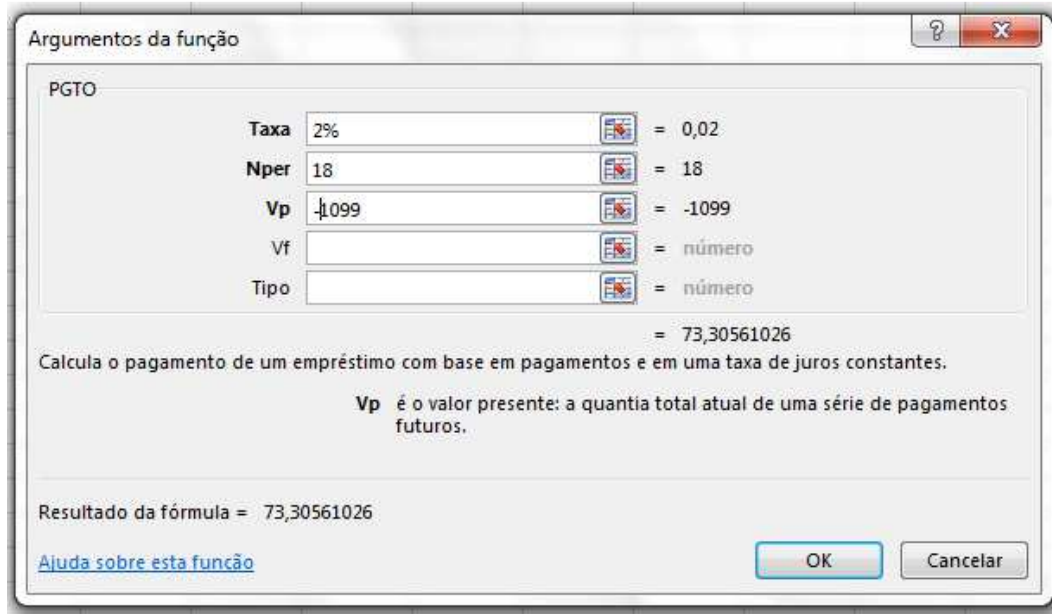 Argumentos da função
PGTO
Taxa 2% = 0,02
Nper 18 = 18
Vp -1099 = -1099
Vf = número
Tipo = número
= 73,30561026
Calcula o pagamento de um empréstimo com base em pagamentos e em uma taxa de juros constantes.
Vp é o valor presente: a quantia total atual de uma série de pagamentos
futuros.
Resultado da fórmula = 73,30561026
Ajuda sobre esta função
OK Cancelar